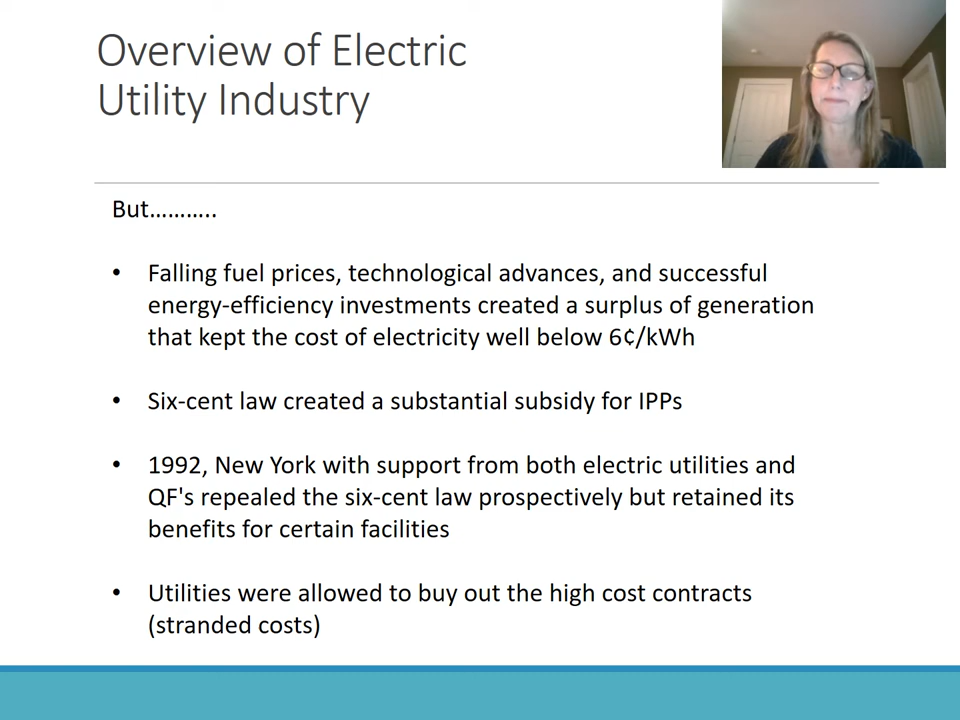 Overview of Electric
Utility Industry
But………..
• Falling fuel prices, technological advances, and successful
energy-efficiency investments created a surplus of generation
that kept the cost of electricity well below 6¢/kWh
• Six-cent law created a substantial subsidy for IPPs
• 1992, New York with support from both electric utilities and
QF's repealed the six-cent law prospectively but retained its
benefits for certain facilities
• Utilities were allowed to buy out the high cost contracts
(stranded costs)